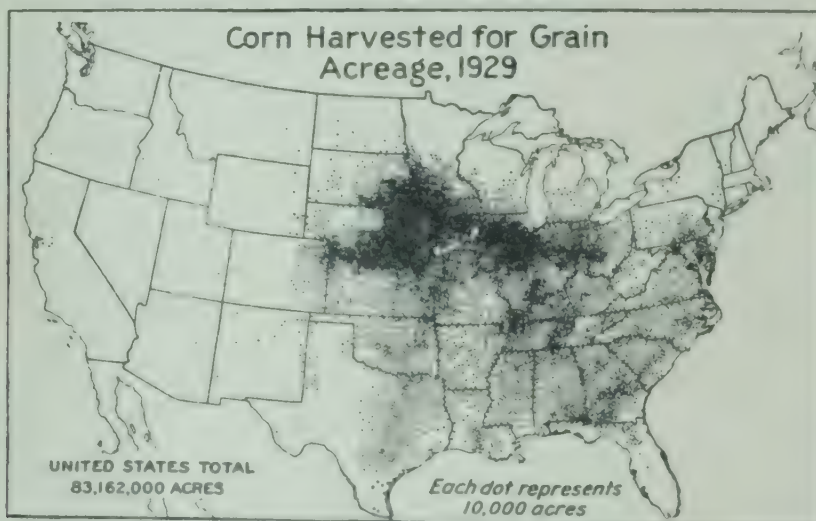 Corn Harvested for Grain
Acreage, 1929
UNITED STATES TOTAL
83,162,000 ACRES
Each dot represents
10,000 acres